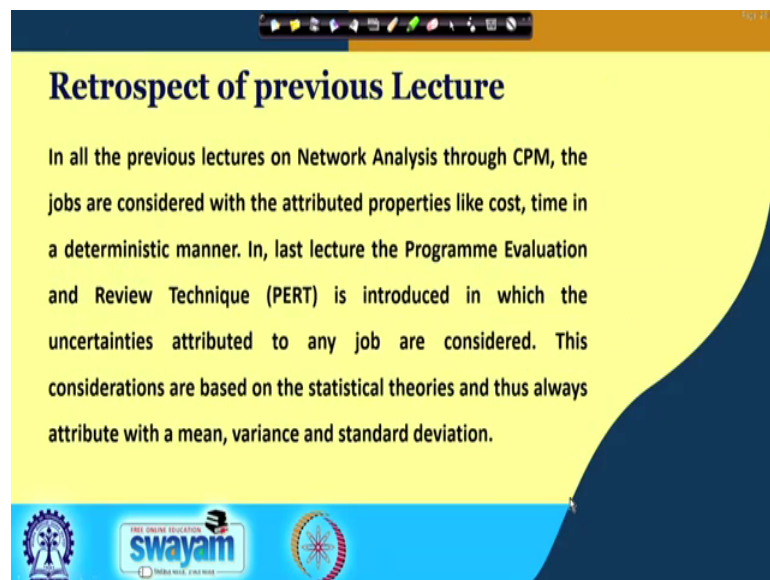 Retrospect of previous Lecture
In all the previous lectures on Network Analysis through CPM, the
jobs are considered with the attributed properties like cost, time in
a deterministic manner. In, last lecture the Programme Evaluation
and Review Technique (PERT) is introduced in which the
uncertainties attributed to any job are considered. This
considerations are based on the statistical theories and thus always
attribute with a mean, variance and standard deviation.
FREE ONLINE EDUCATION
swayam